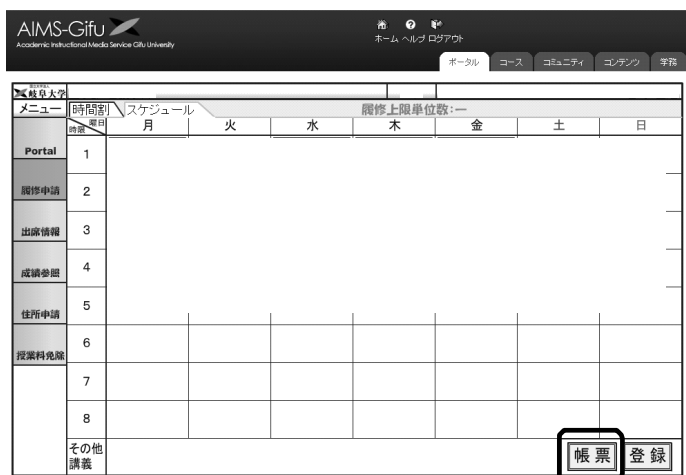 AIMS-Gifu
Academic Instructional Media Service Gifu University
ホーム ヘルプ ログアウト
ポータル コース コミュニティ コンテンツ 学務
岐阜大学
メニュー 時間割 スケジュール 履修上限単位数:ー
時限 曜日 月 火 水 木 金 土 日
Portal
1
履修申請
2
出席情報
3
成績参照
4
住所申請
5
授業料免除
6
7
8
その他
講義
帳 票 登 録